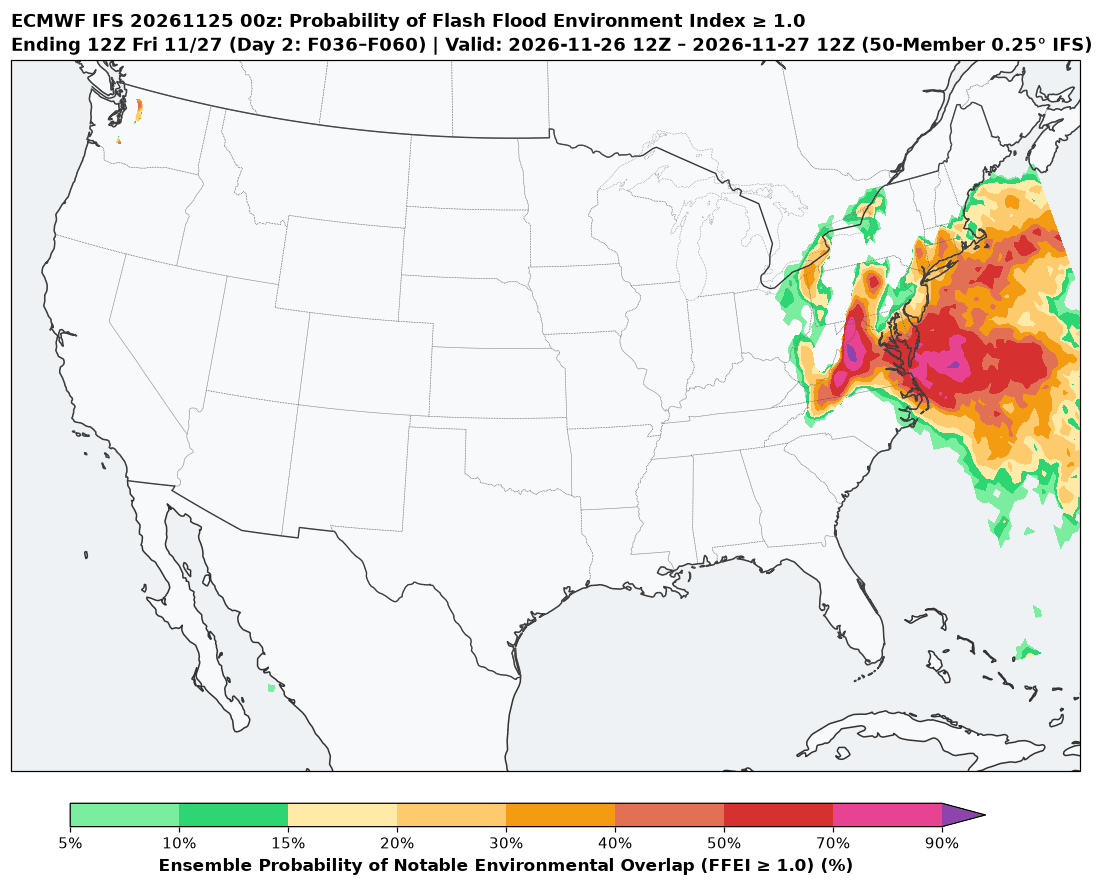 ECMWF IFS 20261125 00z: Probability of Flash Flood Environment Index ≥ 1.0
Ending 12Z Fri 11/27 (Day 2: F036–F060) | Valid: 2026-11-26 12Z – 2026-11-27 12Z (50-Member 0.25° IFS)
5% 10% 15% 20% 30% 40% 50% 70% 90%
Ensemble Probability of Notable Environmental Overlap (FFEI ≥ 1.0) (%)